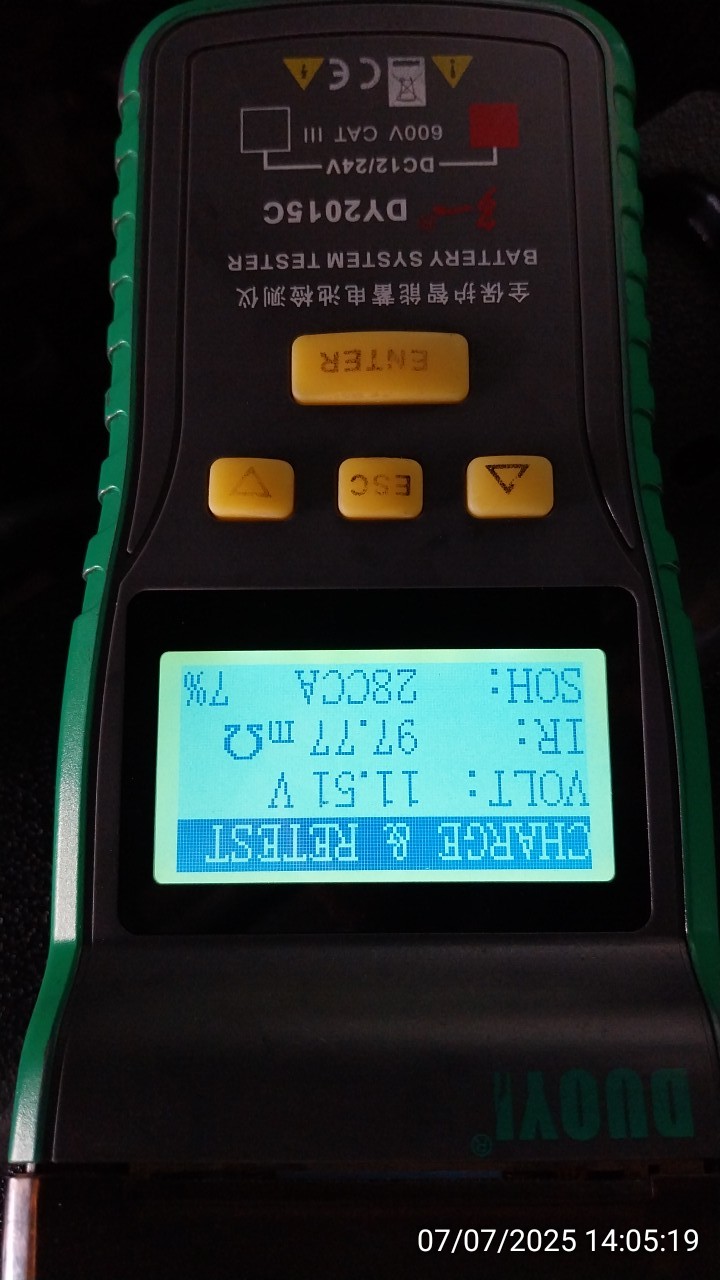 DUOYI®
CHARGE & RETEST
VOLT: 11.51 V
IR: 97.77 mΩ
SOH: 28CCA 7%
ESC
ENTER
全保护智能蓄电池检测仪
BATTERY SYSTEM TESTER
DY2015C
DC12/24V
600V CAT III
CE
07/07/2025 14:05:19